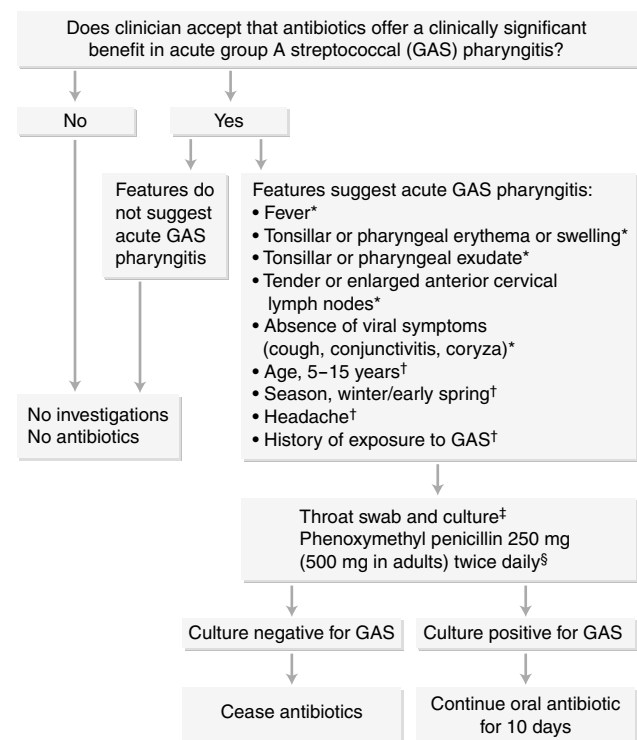 Does clinician accept that antibiotics offer a clinically significant
benefit in acute group A streptococcal (GAS) pharyngitis?
No
Yes
Features do
not suggest
acute GAS
pharyngitis
Features suggest acute GAS pharyngitis:
• Fever*
• Tonsillar or pharyngeal erythema or swelling*
• Tonsillar or pharyngeal exudate*
• Tender or enlarged anterior cervical
lymph nodes*
• Absence of viral symptoms
(cough, conjunctivitis, coryza)*
• Age, 5–15 years†
• Season, winter/early spring†
• Headache†
• History of exposure to GAS†
No investigations
No antibiotics
Throat swab and culture‡
Phenoxymethyl penicillin 250 mg
(500 mg in adults) twice daily§
Culture negative for GAS
Culture positive for GAS
Cease antibiotics
Continue oral antibiotic
for 10 days